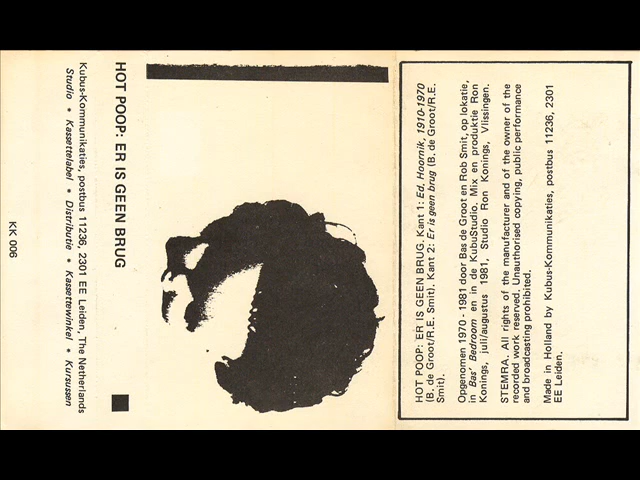 KK 006
HOT POOP: ER IS GEEN BRUG
Kubus-Kommunikaties, postbus 11236, 2301 EE Leiden, The Netherlands
Studio * Kassettelabel * Distributie * Kassettewinkel * Kursussen
HOT POOP: ER IS GEEN BRUG. Kant 1: Ed, Hoornik, 1910-1970
(B. de Groot/R.E. Smit). Kant 2: Er is geen brug (B. de Groot/R.E.
Smit).
Opgenomen 1970 - 1981 door Bas de Groot en Rob Smit, op lokatie,
in Bas' Bedroom en in de KubuStudio. Mix en produktie Ron
Konings, juli/augustus 1981, Studio Ron Konings, Vlissingen.
STEMRA. All rights of the manufacturer and of the owner of the
recorded work reserved. Unauthorised copying, public performance
and broadcasting prohibited.
Made in Holland by Kubus-Kommunikaties, postbus 11236, 2301
EE Leiden.